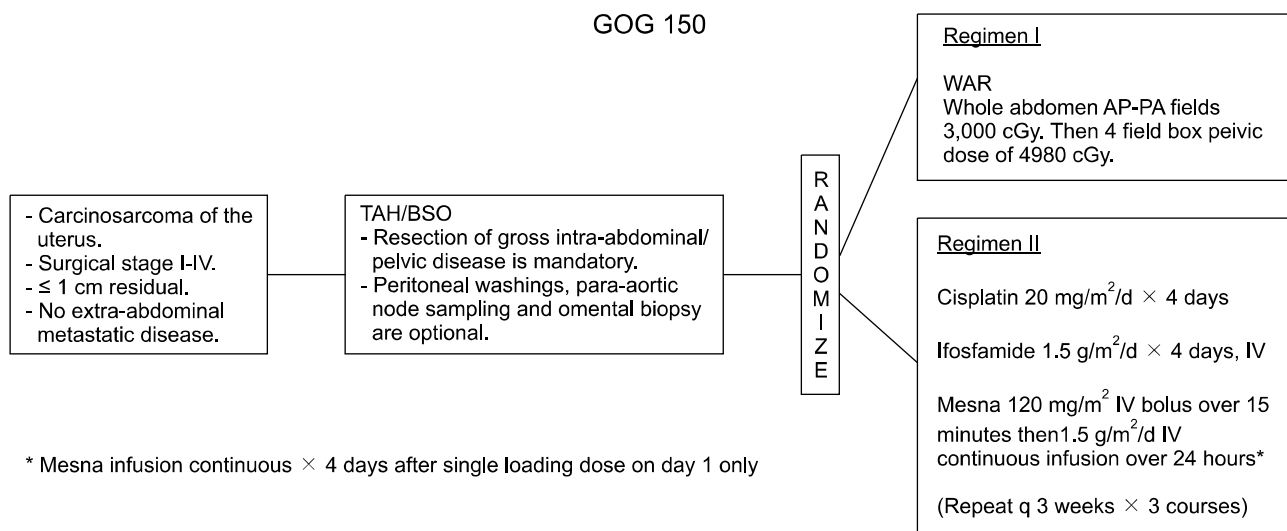 GOG 150
- Carcinosarcoma of the
uterus.
- Surgical stage I-IV.
- ≤ 1 cm residual.
- No extra-abdominal
metastatic disease.
TAH/BSO
- Resection of gross intra-abdominal/
pelvic disease is mandatory.
- Peritoneal washings, para-aortic
node sampling and omental biopsy
are optional.
R
A
N
D
O
M
I
Z
E
Regimen I
WAR
Whole abdomen AP-PA fields
3,000 cGy. Then 4 field box peivic
dose of 4980 cGy.
Regimen II
Cisplatin 20 mg/m²/d × 4 days
Ifosfamide 1.5 g/m²/d × 4 days, IV
Mesna 120 mg/m² IV bolus over 15
minutes then1.5 g/m²/d IV
continuous infusion over 24 hours*
(Repeat q 3 weeks × 3 courses)
* Mesna infusion continuous × 4 days after single loading dose on day 1 only